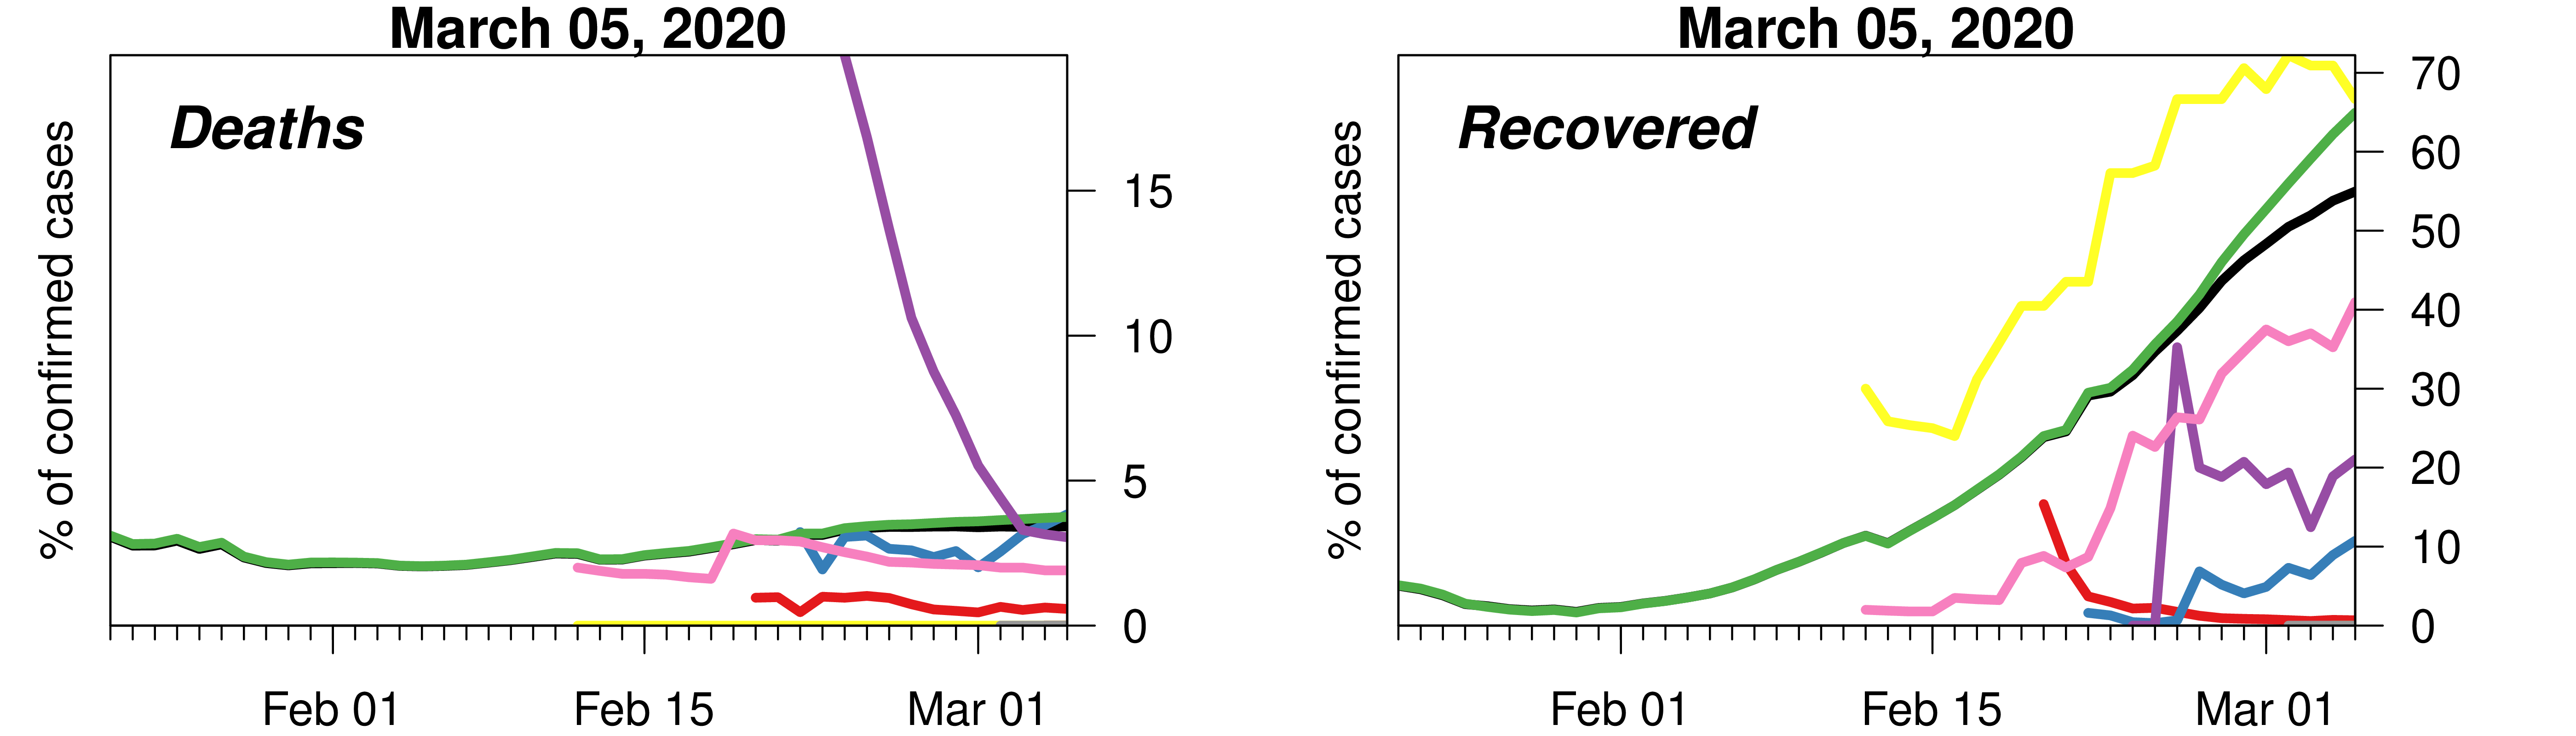 March 05, 2020
Deaths
% of confirmed cases
15
10
5
0
Feb 01 Feb 15 Mar 01
March 05, 2020
Recovered
% of confirmed cases
70
60
50
40
30
20
10
0
Feb 01 Feb 15 Mar 01